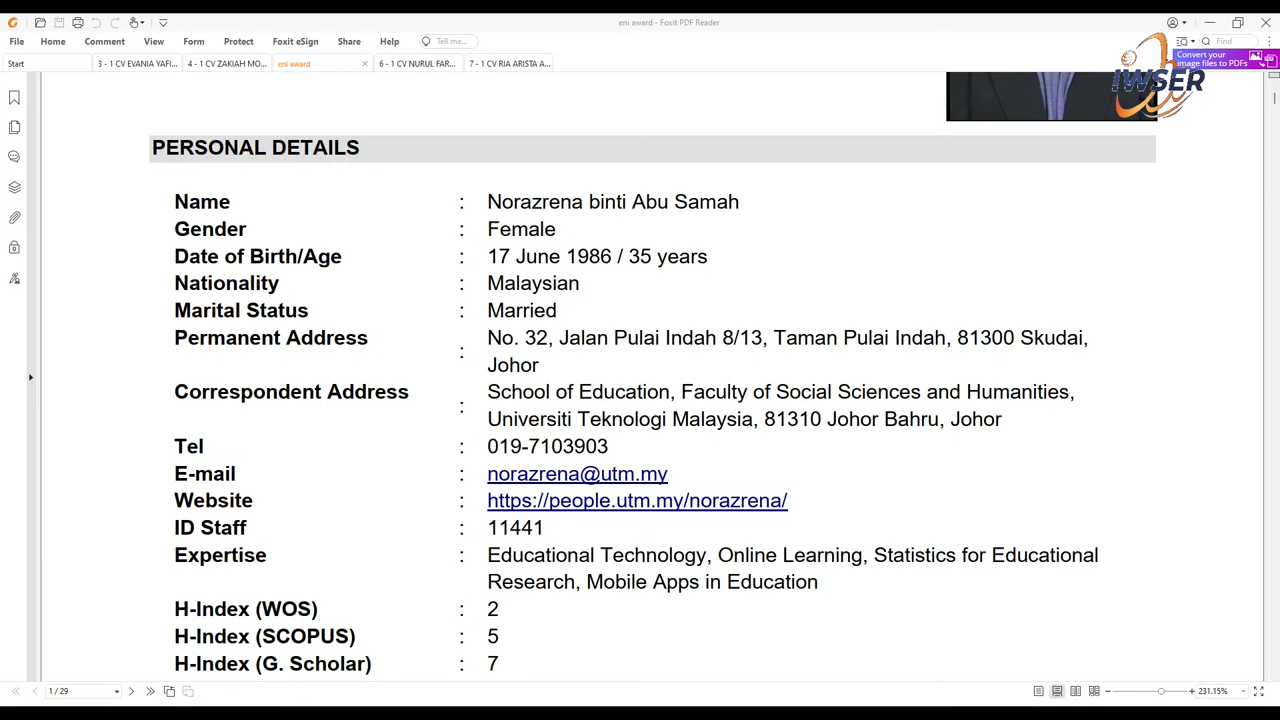 eni award - Foxit PDF Reader
File Home Comment View Form Protect Foxit eSign Share Help Tell me... Find
Start 3 - 1 CV EVANIA YAFI... 4 - 1 CV ZAKIAH MO... eni award 6 - 1 CV NURUL FAR... 7 - 1 CVRIA ARISTA A...
Convert your
image files to PDFs
IWSER
PERSONAL DETAILS
Name : Norazrena binti Abu Samah
Gender : Female
Date of Birth/Age : 17 June 1986 / 35 years
Nationality : Malaysian
Marital Status : Married
Permanent Address : No. 32, Jalan Pulai Indah 8/13, Taman Pulai Indah, 81300 Skudai,
Johor
Correspondent Address : School of Education, Faculty of Social Sciences and Humanities,
Universiti Teknologi Malaysia, 81310 Johor Bahru, Johor
Tel : 019-7103903
E-mail : norazrena@utm.my
Website : https://people.utm.my/norazrena/
ID Staff : 11441
Expertise : Educational Technology, Online Learning, Statistics for Educational
Research, Mobile Apps in Education
H-Index (WOS) : 2
H-Index (SCOPUS) : 5
H-Index (G. Scholar) : 7
1 / 29 231.15%